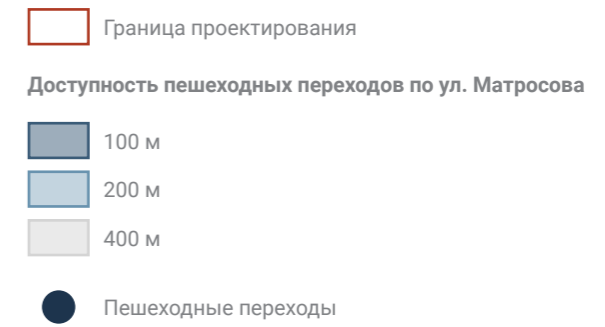 Граница проектирования
Доступность пешеходных переходов по ул. Матросова
100 м
200 м
400 м
Пешеходные переходы